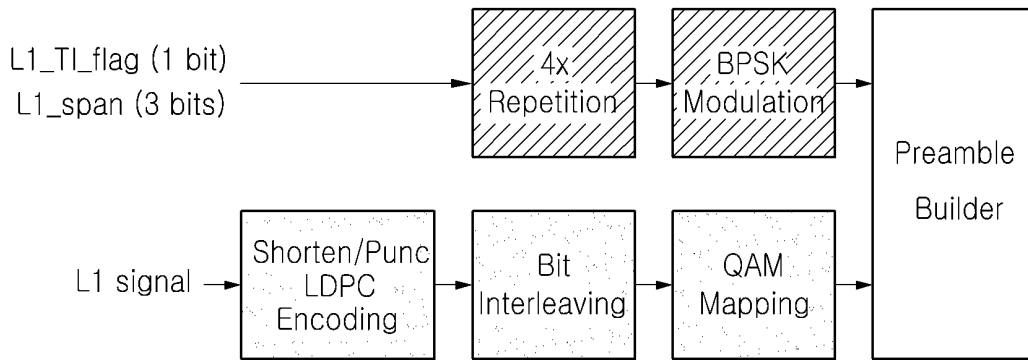 L1_TI_flag (1 bit)
L1_span (3 bits)
4x
Repetition
BPSK
Modulation
Preamble
Builder
L1 signal
Shorten/Punc
LDPC
Encoding
Bit
Interleaving
QAM
Mapping